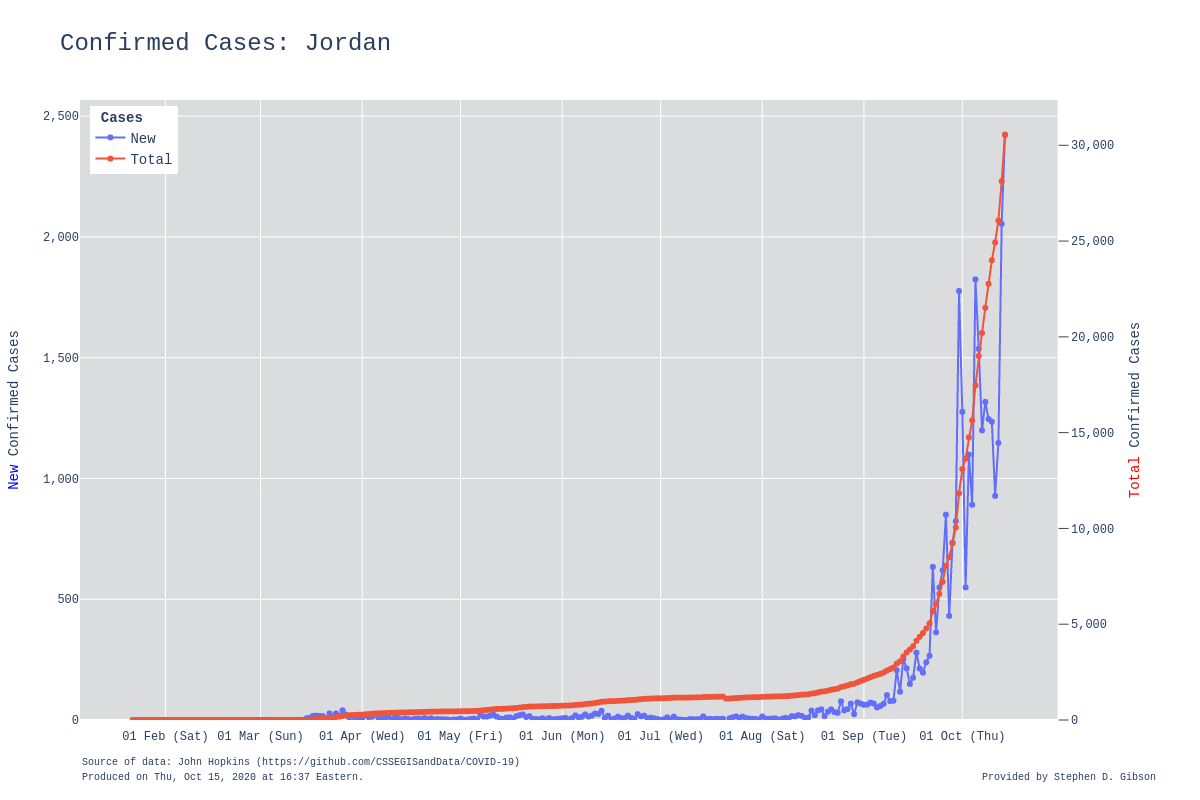 Confirmed Cases: Jordan
Cases
New
Total
2,500
2,000
1,500
1,000
500
0
New Confirmed Cases
30,000
25,000
20,000
15,000
10,000
5,000
0
Total Confirmed Cases
01 Feb (Sat) 01 Mar (Sun) 01 Apr (Wed) 01 May (Fri) 01 Jun (Mon) 01 Jul (Wed) 01 Aug (Sat) 01 Sep (Tue) 01 Oct (Thu)
Source of data: John Hopkins (https://github.com/CSSEGISandData/COVID-19)
Produced on Thu, Oct 15, 2020 at 16:37 Eastern.
Provided by Stephen D. Gibson